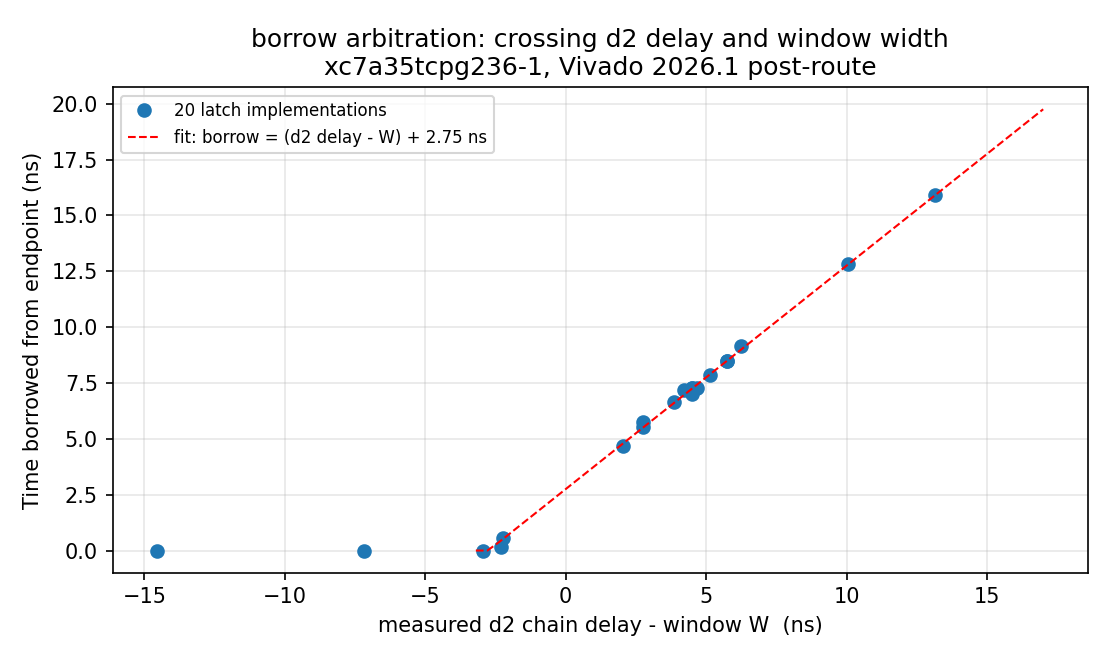 borrow arbitration: crossing d2 delay and window width
xc7a35tcpg236-1, Vivado 2026.1 post-route
20 latch implementations
fit: borrow = (d2 delay - W) + 2.75 ns
Time borrowed from endpoint (ns)
20.0
17.5
15.0
12.5
10.0
7.5
5.0
2.5
0.0
−15
−10
−5
0
5
10
15
measured d2 chain delay - window W  (ns)